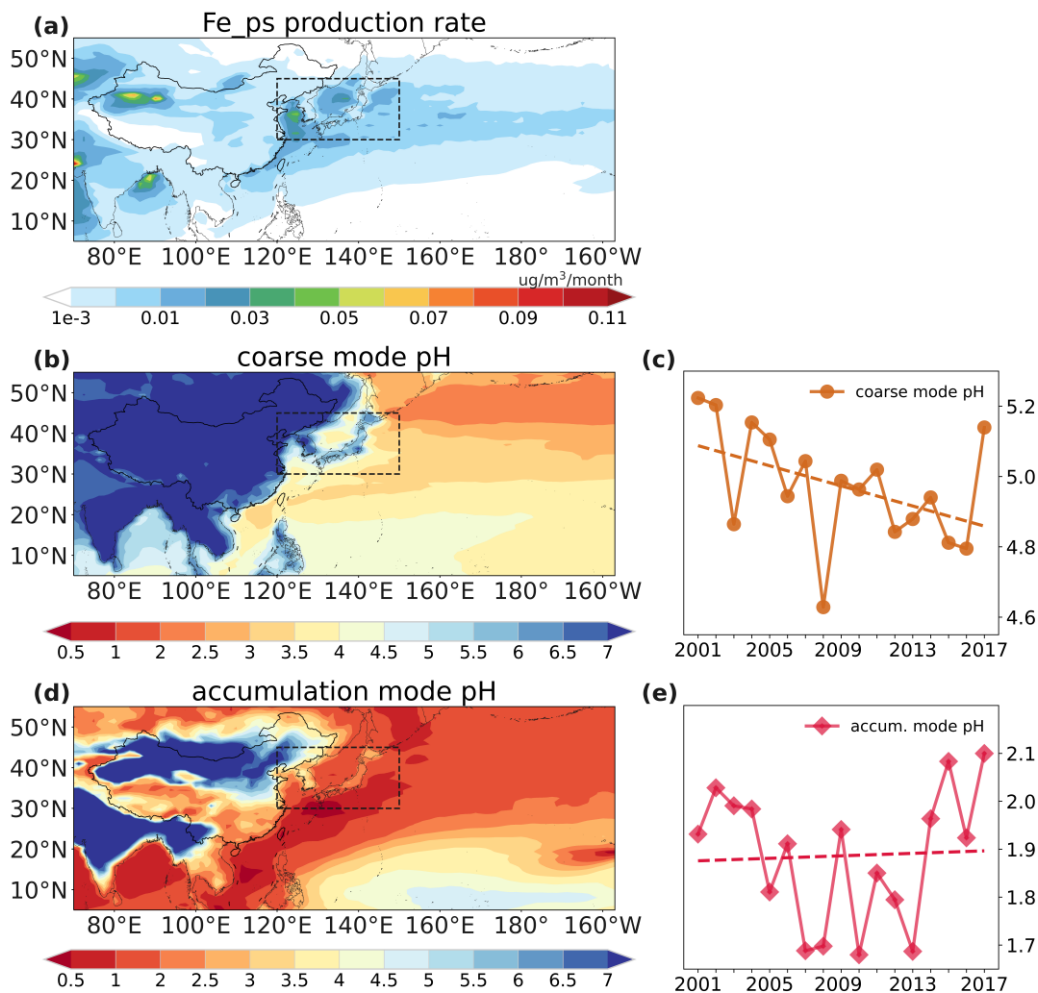 (a) Fe_ps production rate
50°N
40°N
30°N
20°N
10°N
80°E 100°E 120°E 140°E 160°E 180° 160°W
ug/m³/month
1e-3 0.01 0.03 0.05 0.07 0.09 0.11
(b) coarse mode pH
50°N
40°N
30°N
20°N
10°N
80°E 100°E 120°E 140°E 160°E 180° 160°W
0.5 1 2 2.5 3 3.5 4 4.5 5 6 6.5 7
(c)
coarse mode pH
5.2
5.0
4.8
4.6
2001 2005 2009 2013 2017
(d) accumulation mode pH
50°N
40°N
30°N
20°N
10°N
80°E 100°E 120°E 140°E 160°E 180° 160°W
0.5 1 2 2.5 3 3.5 4 4.5 5 6 6.5 7
(e)
accum. mode pH
2.1
2.0
1.9
1.8
1.7
2001 2005 2009 2013 2017